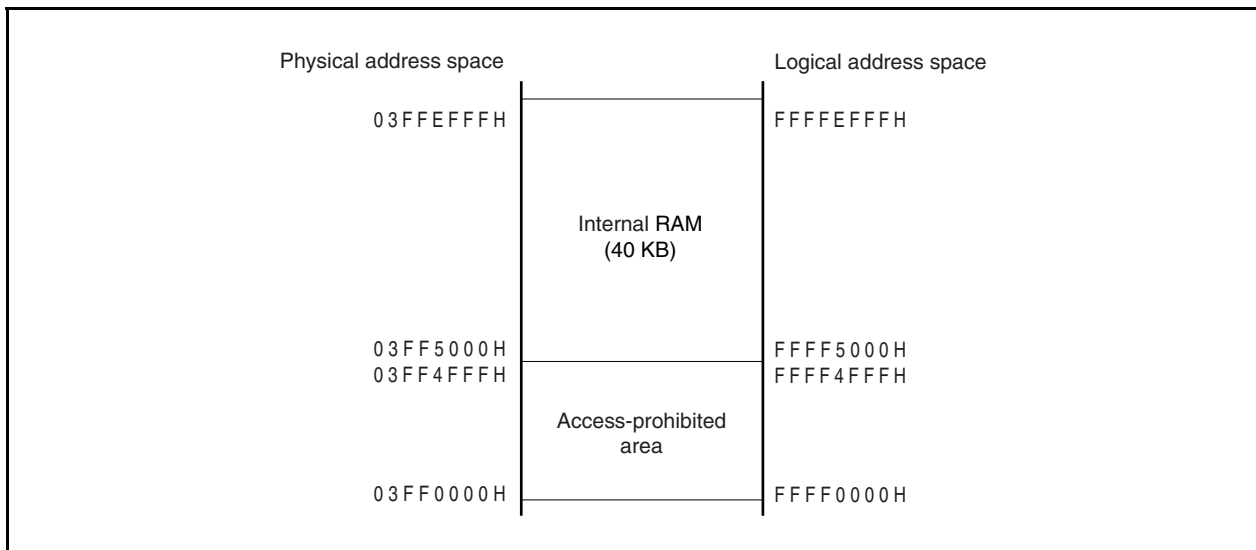 Physical address space
Logical address space
03FFEFFFH
FFFFEFFFH
Internal RAM
(40 KB)
03FF5000H
FFFF5000H
03FF4FFFH
FFFF4FFFH
Access-prohibited
area
03FF0000H
FFFF0000H